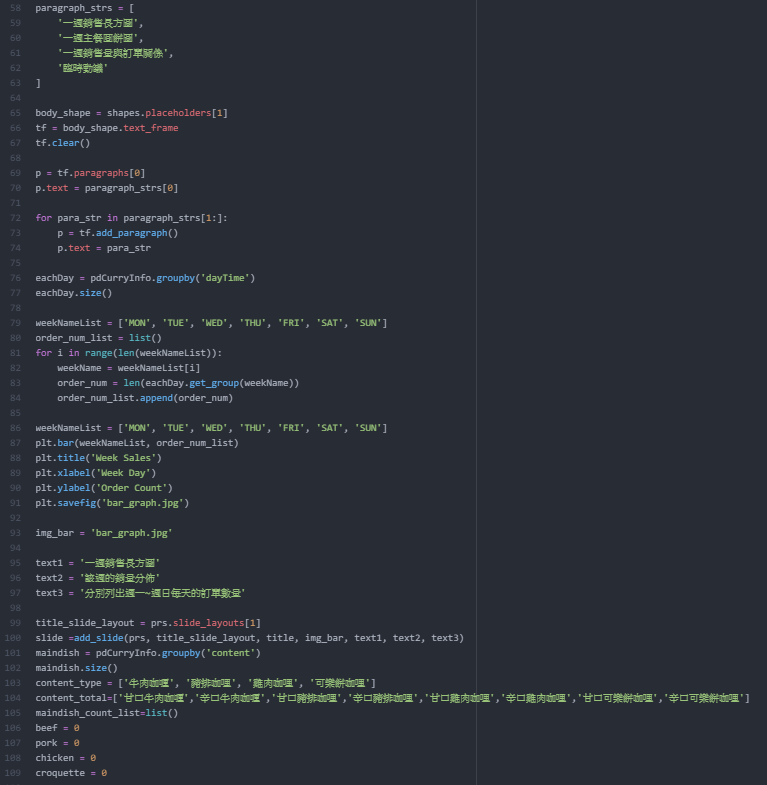 58 paragraph_strs = [
59     '一週銷售長方圖',
60     '一週主餐圓餅圖',
61     '一週銷售量與訂單關係',
62     '臨時動議'
63 ]
64
65 body_shape = shapes.placeholders[1]
66 tf = body_shape.text_frame
67 tf.clear()
68
69 p = tf.paragraphs[0]
70 p.text = paragraph_strs[0]
71
72 for para_str in paragraph_strs[1:]:
73     p = tf.add_paragraph()
74     p.text = para_str
75
76 eachDay = pdCurryInfo.groupby('dayTime')
77 eachDay.size()
78
79 weekNameList = ['MON', 'TUE', 'WED', 'THU', 'FRI', 'SAT', 'SUN']
80 order_num_list = list()
81 for i in range(len(weekNameList)):
82     weekName = weekNameList[i]
83     order_num = len(eachDay.get_group(weekName))
84     order_num_list.append(order_num)
85
86 weekNameList = ['MON', 'TUE', 'WED', 'THU', 'FRI', 'SAT', 'SUN']
87 plt.bar(weekNameList, order_num_list)
88 plt.title('Week Sales')
89 plt.xlabel('Week Day')
90 plt.ylabel('Order Count')
91 plt.savefig('bar_graph.jpg')
92
93 img_bar = 'bar_graph.jpg'
94
95 text1 = '一週銷售長方圖'
96 text2 = '整週的銷量分佈'
97 text3 = '分別列出週一~週日每天的訂單數量'
98
99 title_slide_layout = prs.slide_layouts[1]
100 slide =add_slide(prs, title_slide_layout, title, img_bar, text1, text2, text3)
101 maindish = pdCurryInfo.groupby('content')
102 maindish.size()
103 content_type = ['牛肉咖哩', '豬排咖哩', '雞肉咖哩', '可樂餅咖哩']
104 content_total=['甘口牛肉咖哩','辛口牛肉咖哩','甘口豬排咖哩','辛口豬排咖哩','甘口雞肉咖哩','辛口雞肉咖哩','甘口可樂餅咖哩','辛口可樂餅咖哩']
105 maindish_count_list=list()
106 beef = 0
107 pork = 0
108 chicken = 0
109 croquette = 0